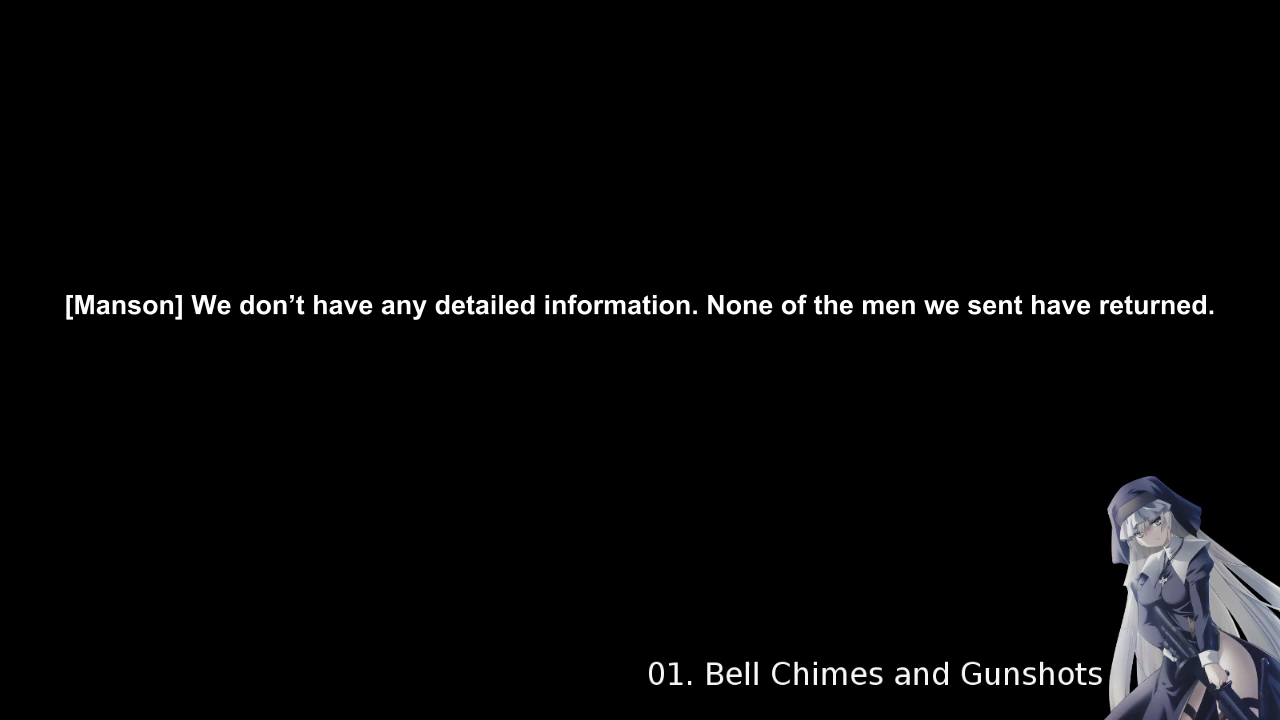 [Manson] We don’t have any detailed information. None of the men we sent have returned.
01. Bell Chimes and Gunshots